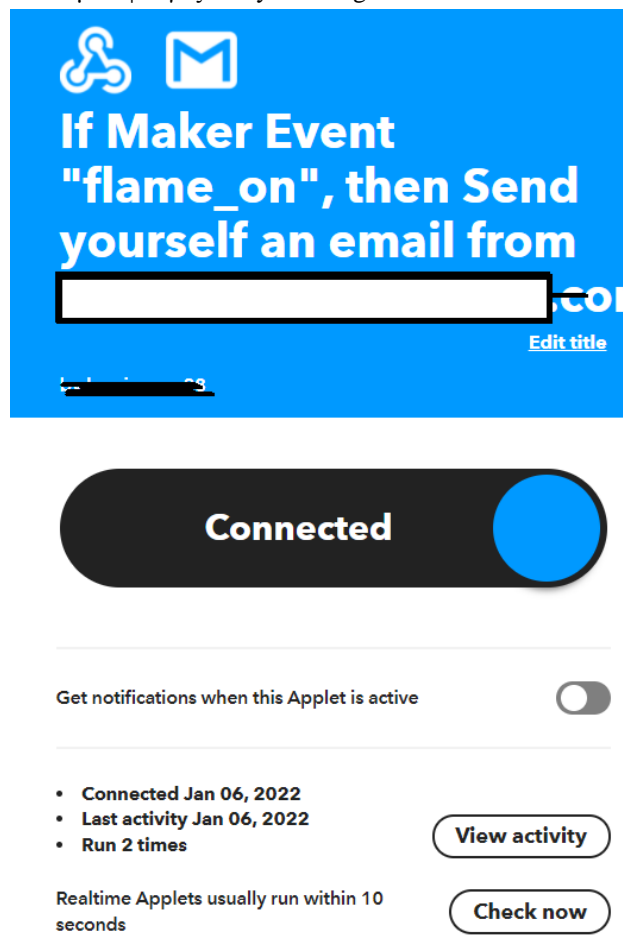 If Maker Event
"flame_on", then Send
yourself an email from
Edit title
Connected
Get notifications when this Applet is active
• Connected Jan 06, 2022
• Last activity Jan 06, 2022
• Run 2 times
View activity
Realtime Applets usually run within 10
seconds
Check now